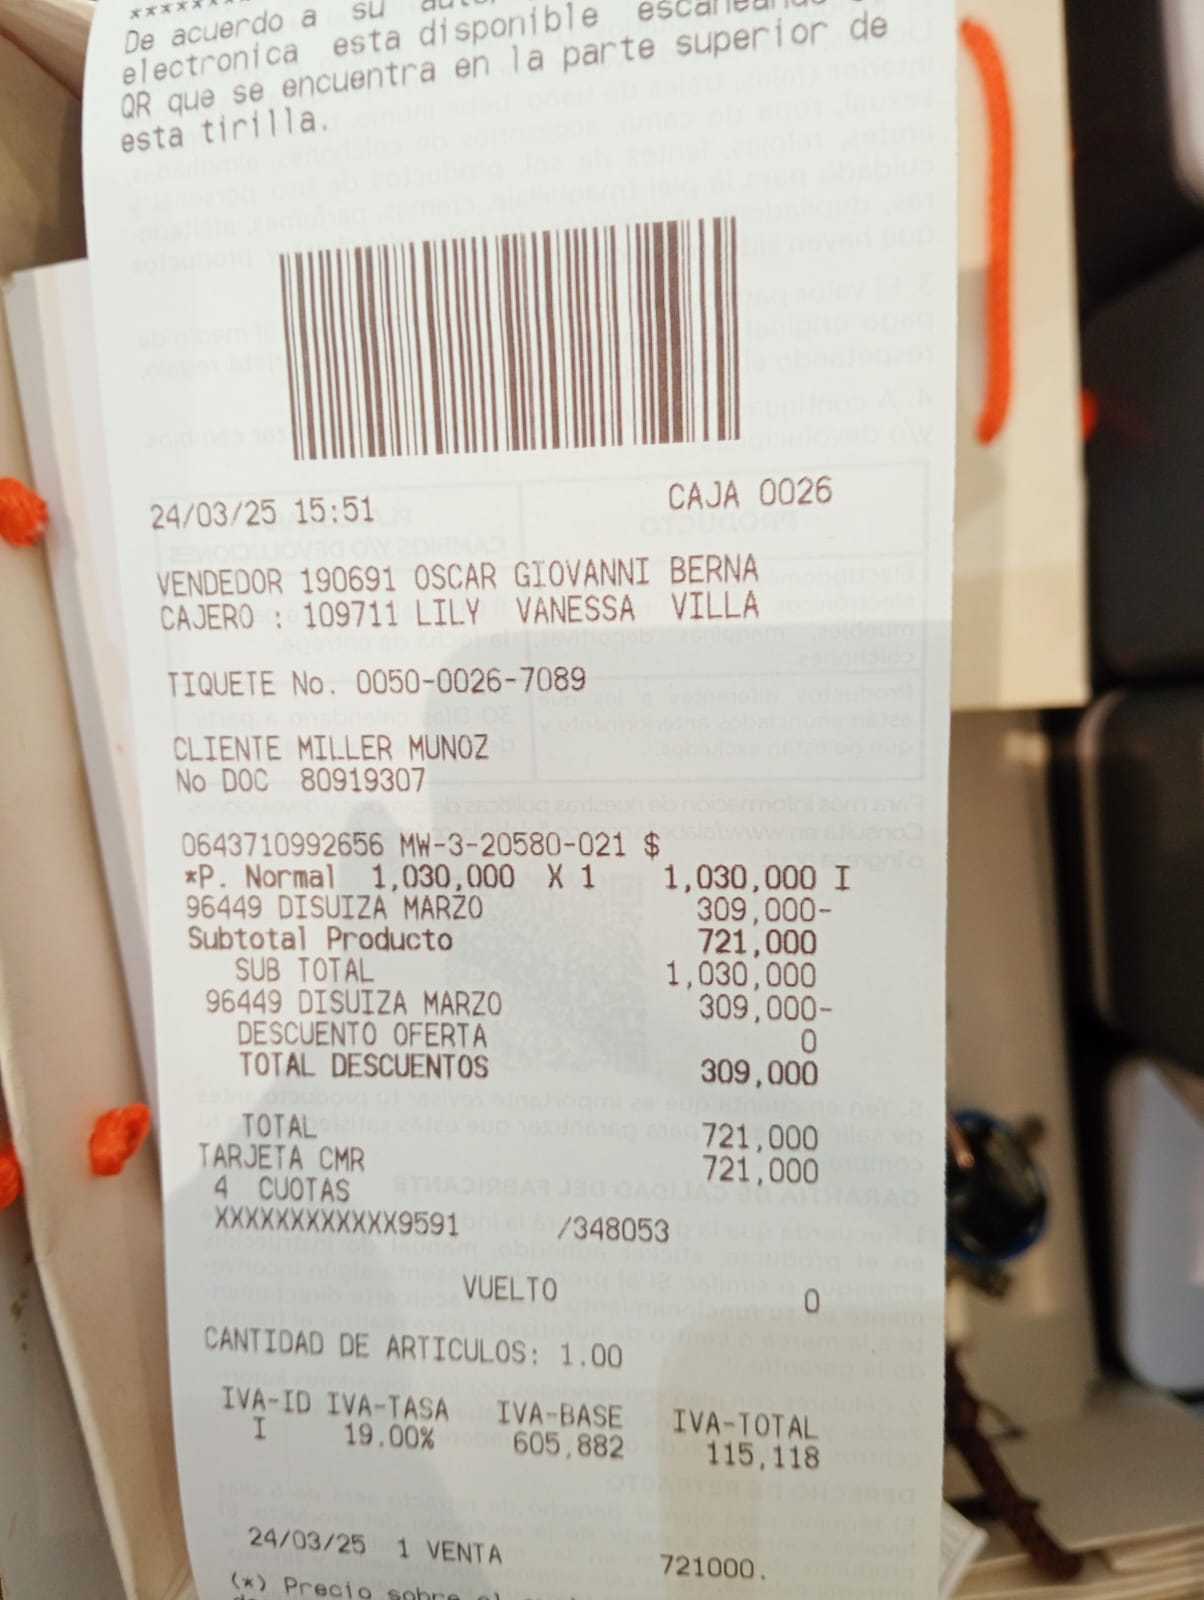 ***********
De acuerdo a su
electronica esta disponible escaneando
QR que se encuentra en la parte superior de
esta tirilla.
24/03/25 15:51 CAJA 0026
VENDEDOR 190691 OSCAR GIOVANNI BERNA
CAJERO : 109711 LILY VANESSA VILLA
TIQUETE No. 0050-0026-7089
CLIENTE MILLER MUNOZ
No DOC 80919307
0643710992656 MW-3-20580-021 $
*P. Normal 1,030,000 X 1 1,030,000 I
96449 DISUIZA MARZO 309,000-
Subtotal Producto 721,000
SUB TOTAL 1,030,000
96449 DISUIZA MARZO 309,000-
DESCUENTO OFERTA 0
TOTAL DESCUENTOS 309,000
TOTAL 721,000
TARJETA CMR 721,000
4 CUOTAS
XXXXXXXXXXXX9591 /348053
VUELTO 0
CANTIDAD DE ARTICULOS: 1.00
IVA-ID IVA-TASA IVA-BASE IVA-TOTAL
I 19.00% 605,882 115,118
24/03/25 1 VENTA 721000.
(*) Precio sobre el